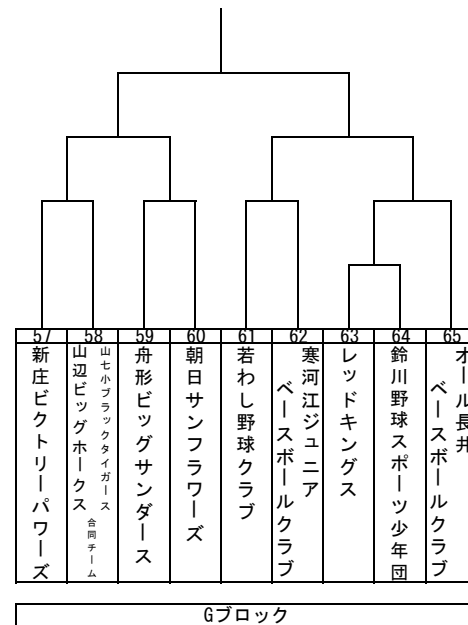 57
新庄ビクトリーパワーズ
58
山七小ブラックタイガース
山辺ビッグホークス
合同チーム
59
舟形ビッグサンダース
60
朝日サンフラワーズ
61
若わし野球クラブ
62
寒河江ジュニア
ベースボールクラブ
63
レッドキングス
64
鈴川野球スポーツ少年団
65
オール長井
ベースボールクラブ
Gブロック